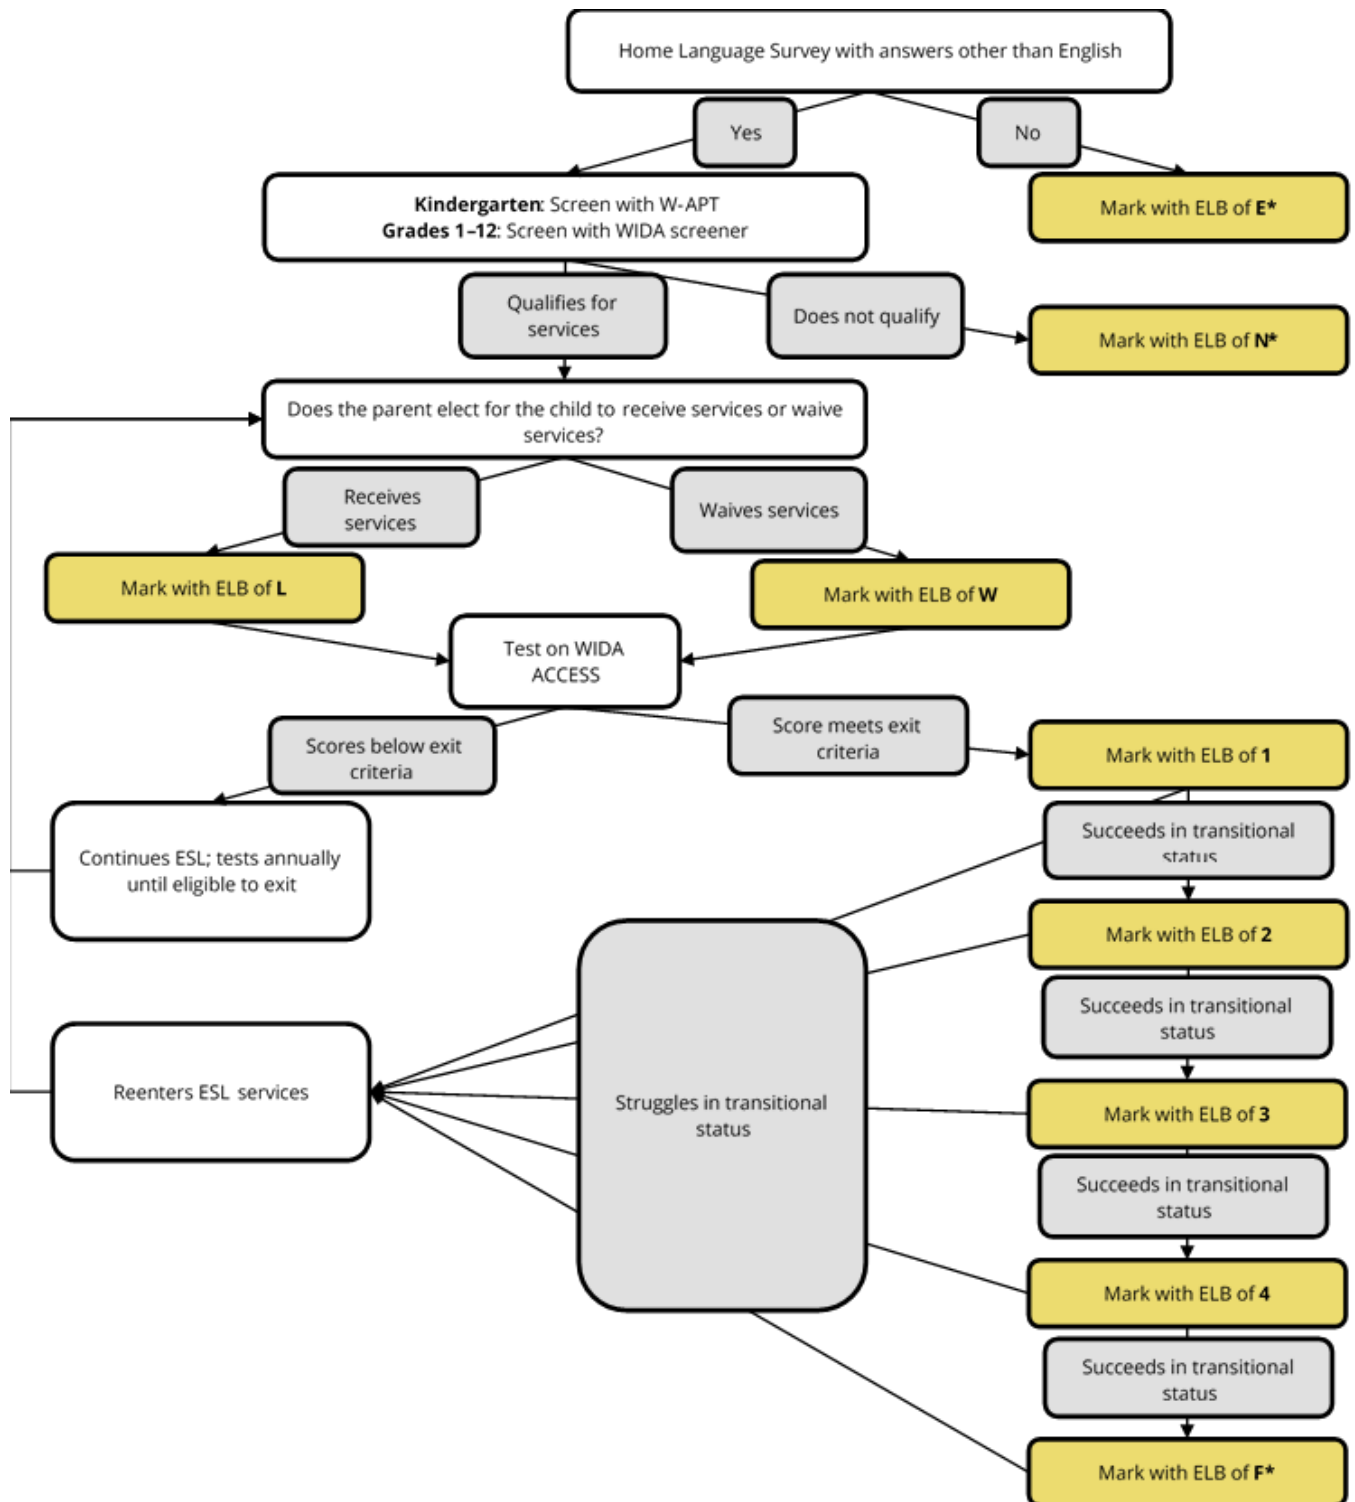 Home Language Survey with answers other than English
Yes
No
Kindergarten: Screen with W-APT
Grades 1–12: Screen with WIDA screener
Mark with ELB of E*
Qualifies for
services
Does not qualify
Mark with ELB of N*
Does the parent elect for the child to receive services or waive
services?
Receives
services
Waives services
Mark with ELB of L
Mark with ELB of W
Test on WIDA
ACCESS
Scores below exit
criteria
Score meets exit
criteria
Mark with ELB of 1
Continues ESL; tests annually
until eligible to exit
Succeeds in transitional
status
Mark with ELB of 2
Succeeds in transitional
status
Reenters ESL services
Struggles in transitional
status
Mark with ELB of 3
Succeeds in transitional
status
Mark with ELB of 4
Succeeds in transitional
status
Mark with ELB of F*